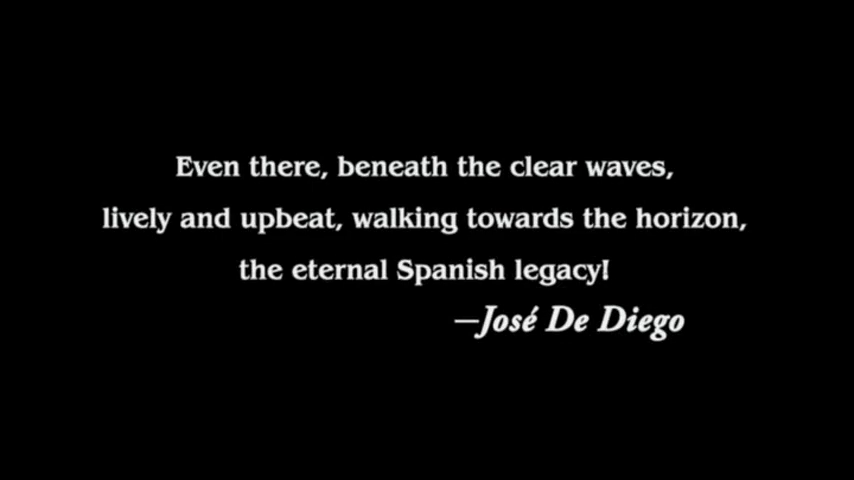 Even there, beneath the clear waves,
lively and upbeat, walking towards the horizon,
the eternal Spanish legacy!
—José De Diego